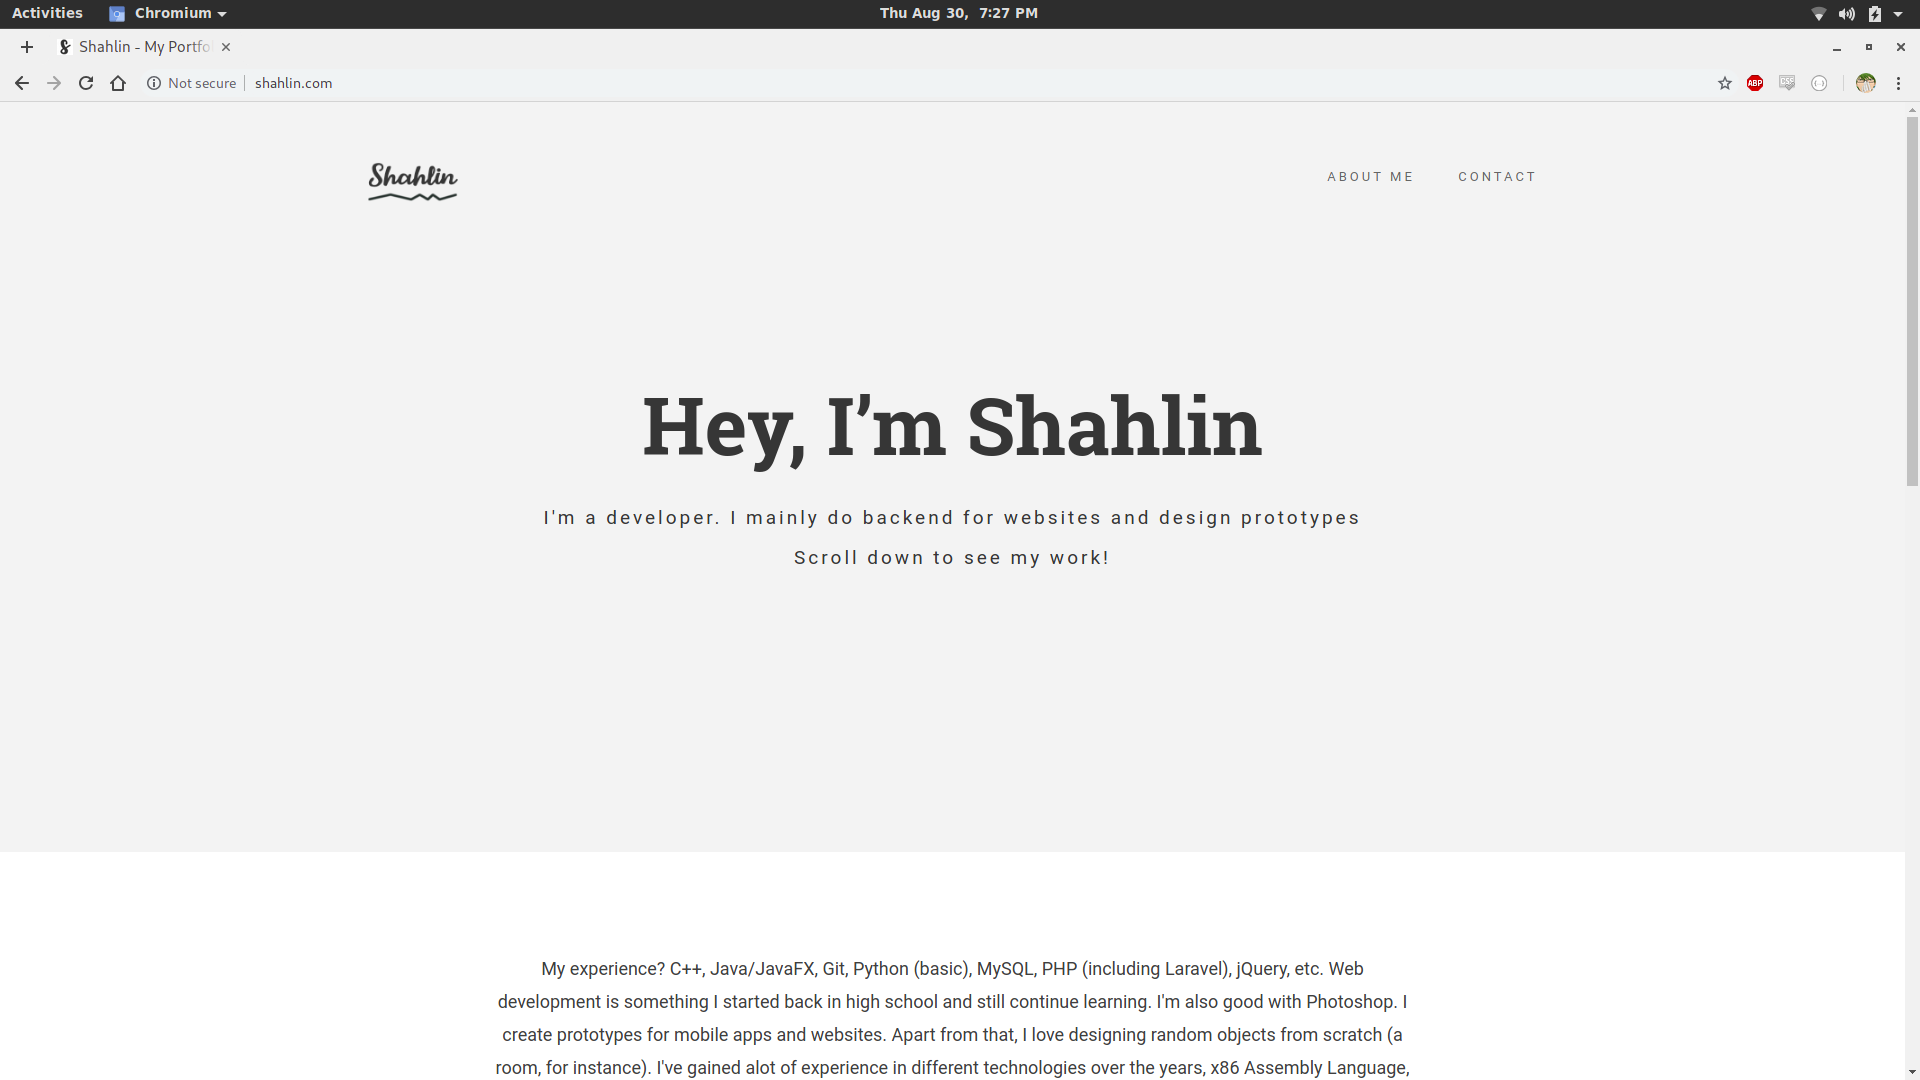 Activities Chromium Thu Aug 30, 7:27 PM
Shahlin - My Portfo
Not secure shahlin.com ABP CSS
Shahlin ABOUT ME CONTACT
Hey, I’m Shahlin
I'm a developer. I mainly do backend for websites and design prototypes
Scroll down to see my work!
My experience? C++, Java/JavaFX, Git, Python (basic), MySQL, PHP (including Laravel), jQuery, etc. Web
development is something I started back in high school and still continue learning. I'm also good with Photoshop. I
create prototypes for mobile apps and websites. Apart from that, I love designing random objects from scratch (a
room, for instance). I've gained alot of experience in different technologies over the years, x86 Assembly Language,